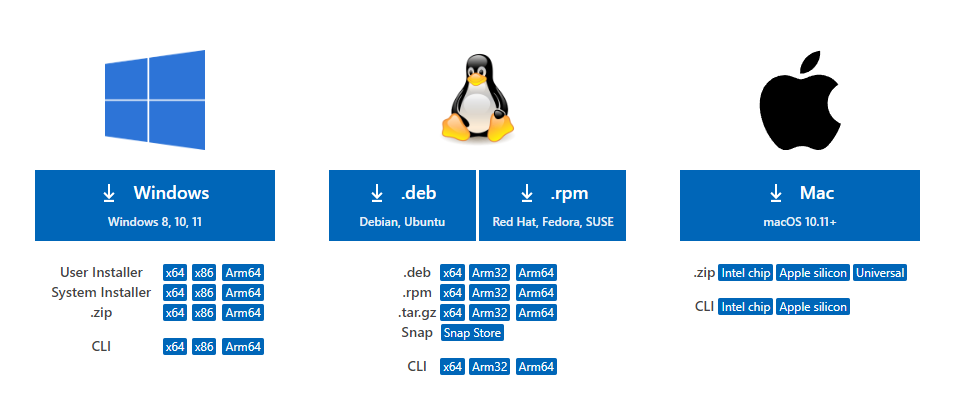 Windows
Windows 8, 10, 11
User Installer x64 x86 Arm64
System Installer x64 x86 Arm64
.zip x64 x86 Arm64
CLI x64 x86 Arm64
.deb
Debian, Ubuntu
.rpm
Red Hat, Fedora, SUSE
.deb x64 Arm32 Arm64
.rpm x64 Arm32 Arm64
.tar.gz x64 Arm32 Arm64
Snap Snap Store
CLI x64 Arm32 Arm64
Mac
macOS 10.11+
.zip Intel chip Apple silicon Universal
CLI Intel chip Apple silicon